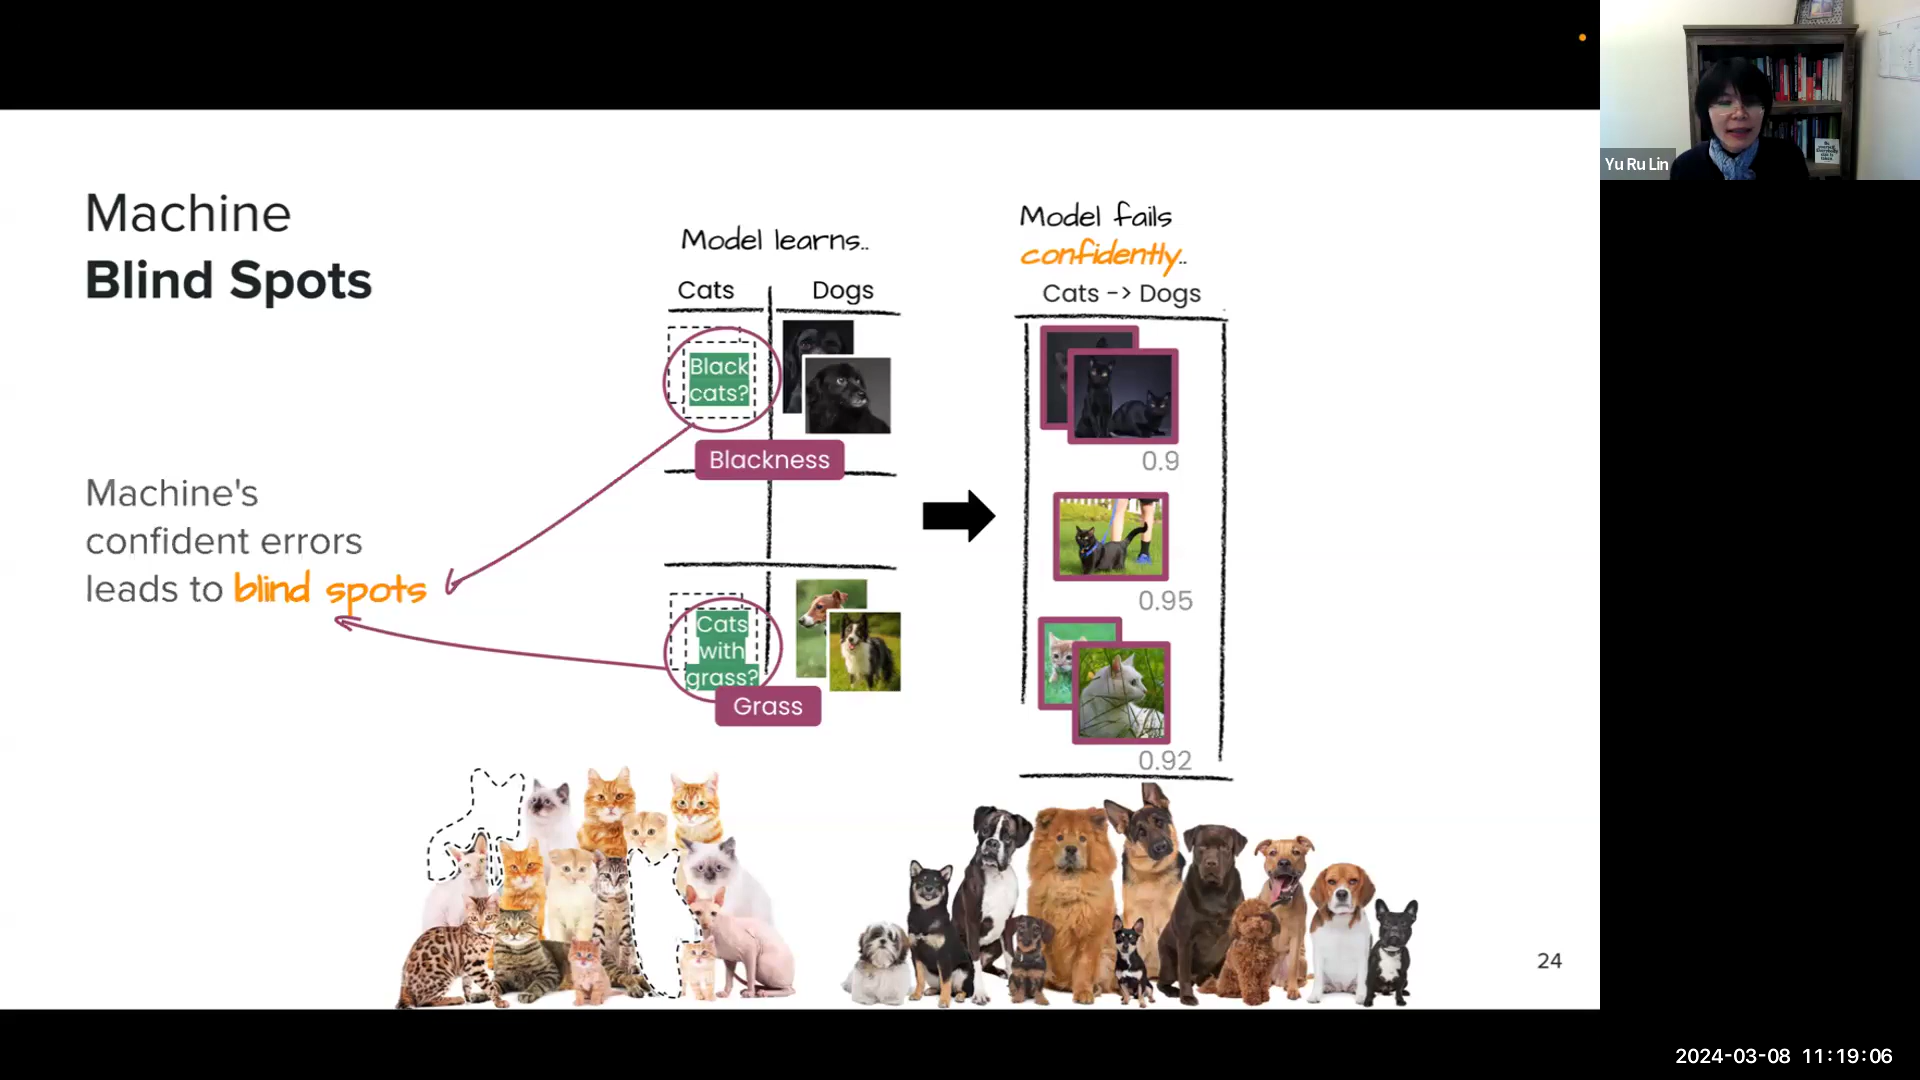 Machine
Blind Spots
Machine's
confident errors
leads to blind spots
Model learns..
Cats
Dogs
Black
cats?
Blackness
Cats
with
grass?
Grass
Model fails
confidently..
Cats -> Dogs
0.9
0.95
0.92
24
Yu Ru Lin
2024-03-08 11:19:06